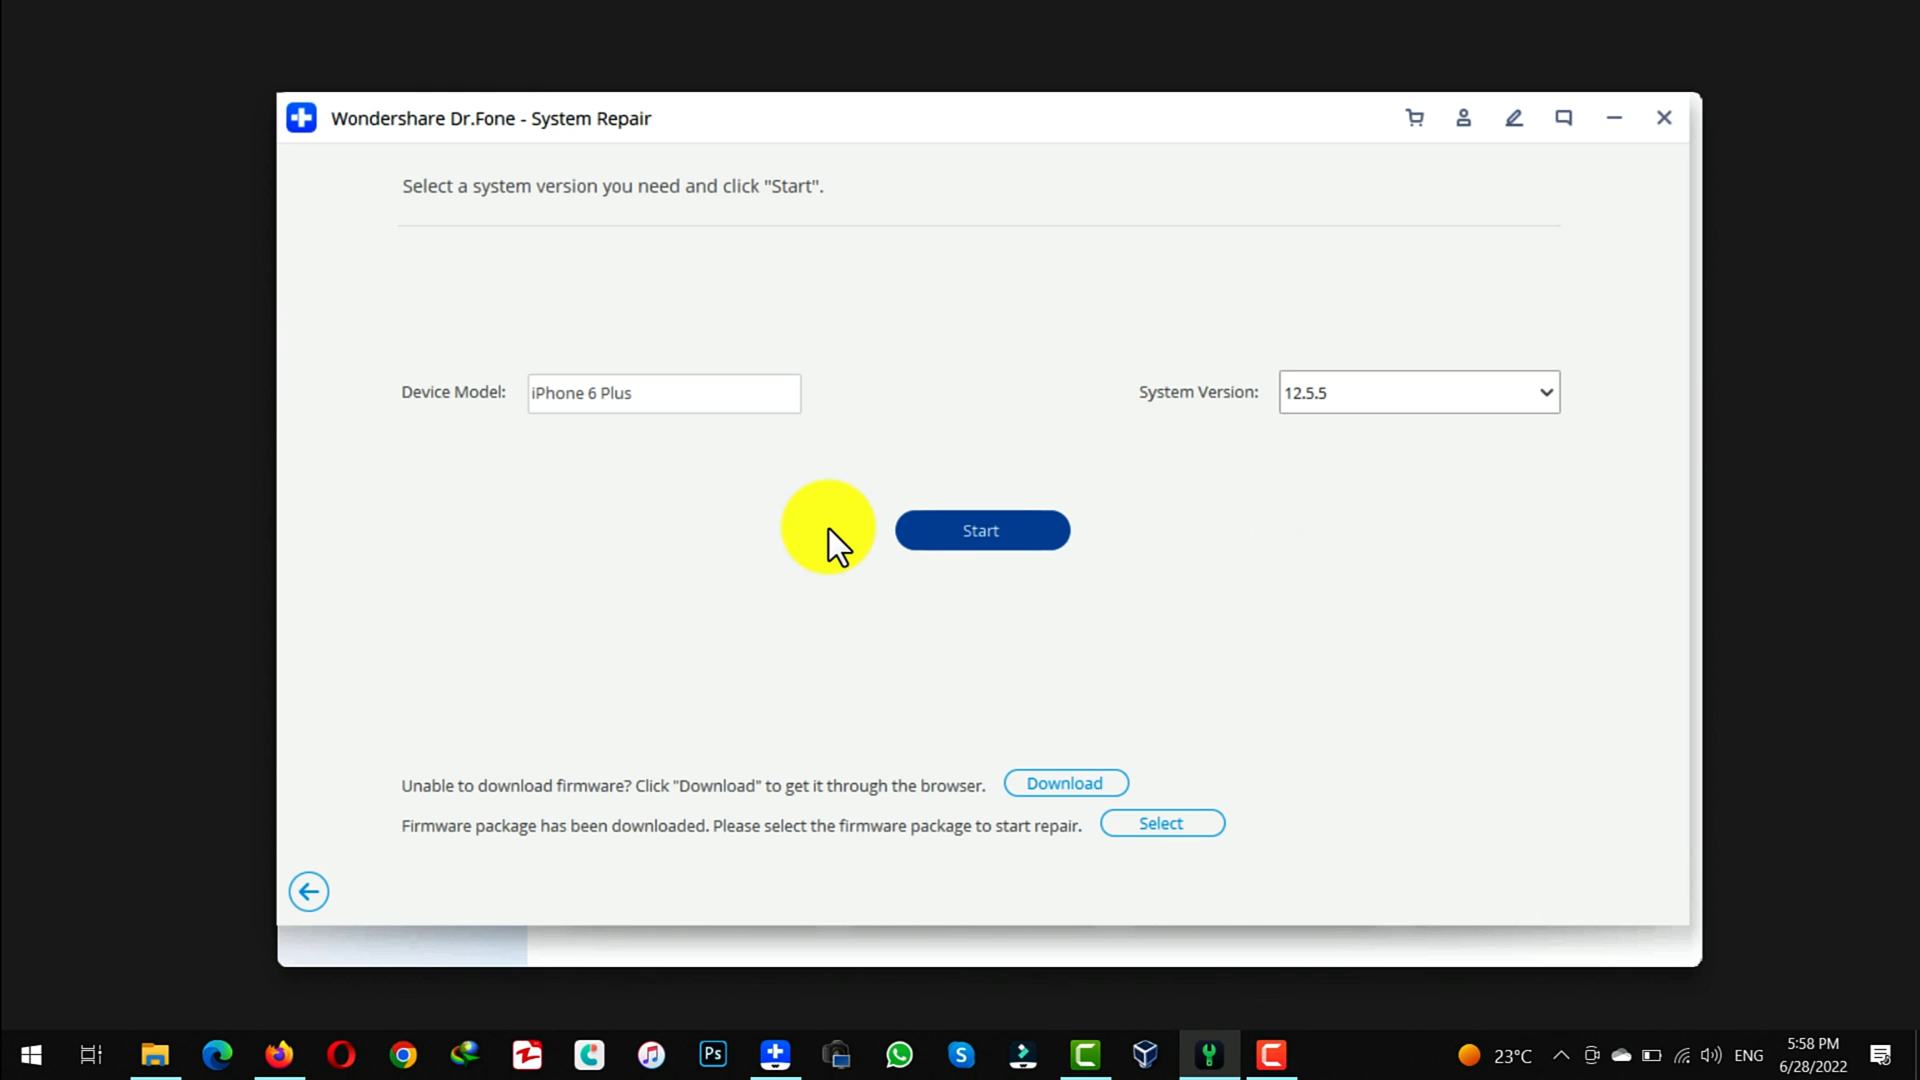 Wondershare Dr.Fone - System Repair
Select a system version you need and click "Start".
Device Model: iPhone 6 Plus
System Version: 12.5.5
Start
Unable to download firmware? Click "Download" to get it through the browser. Download
Firmware package has been downloaded. Please select the firmware package to start repair. Select
Ps
23°C
ENG
5:58 PM
6/28/2022